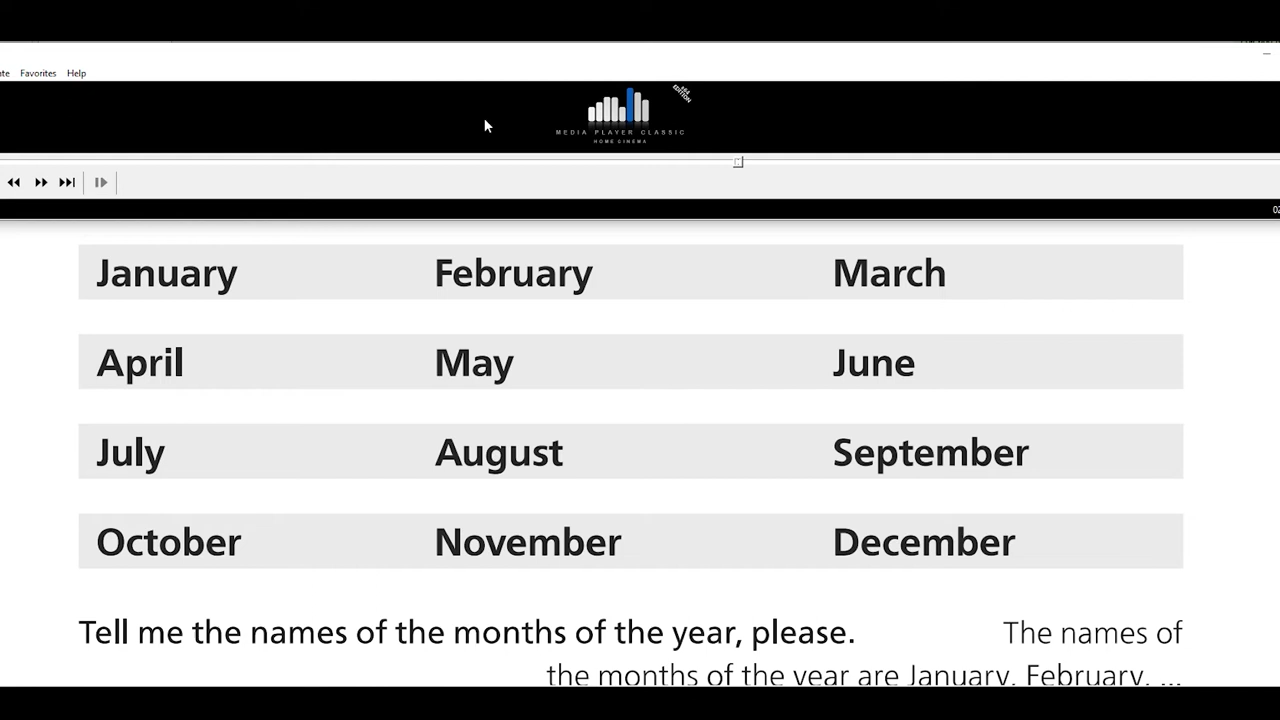 Favorites Help
x64
EDITION
MEDIA PLAYER CLASSIC
HOME CINEMA
January February March
April May June
July August September
October November December
Tell me the names of the months of the year, please. The names of
the months of the year are January, February, ...